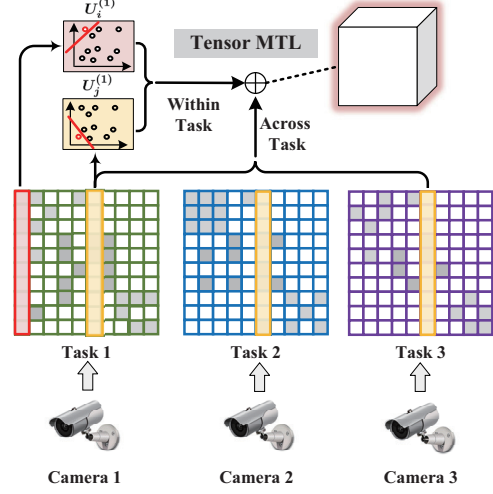 U_i^{(1)}
Tensor MTL
U_j^{(1)}
Within
Task
Across
Task
Task 1
Task 2
Task 3
Camera 1
Camera 2
Camera 3